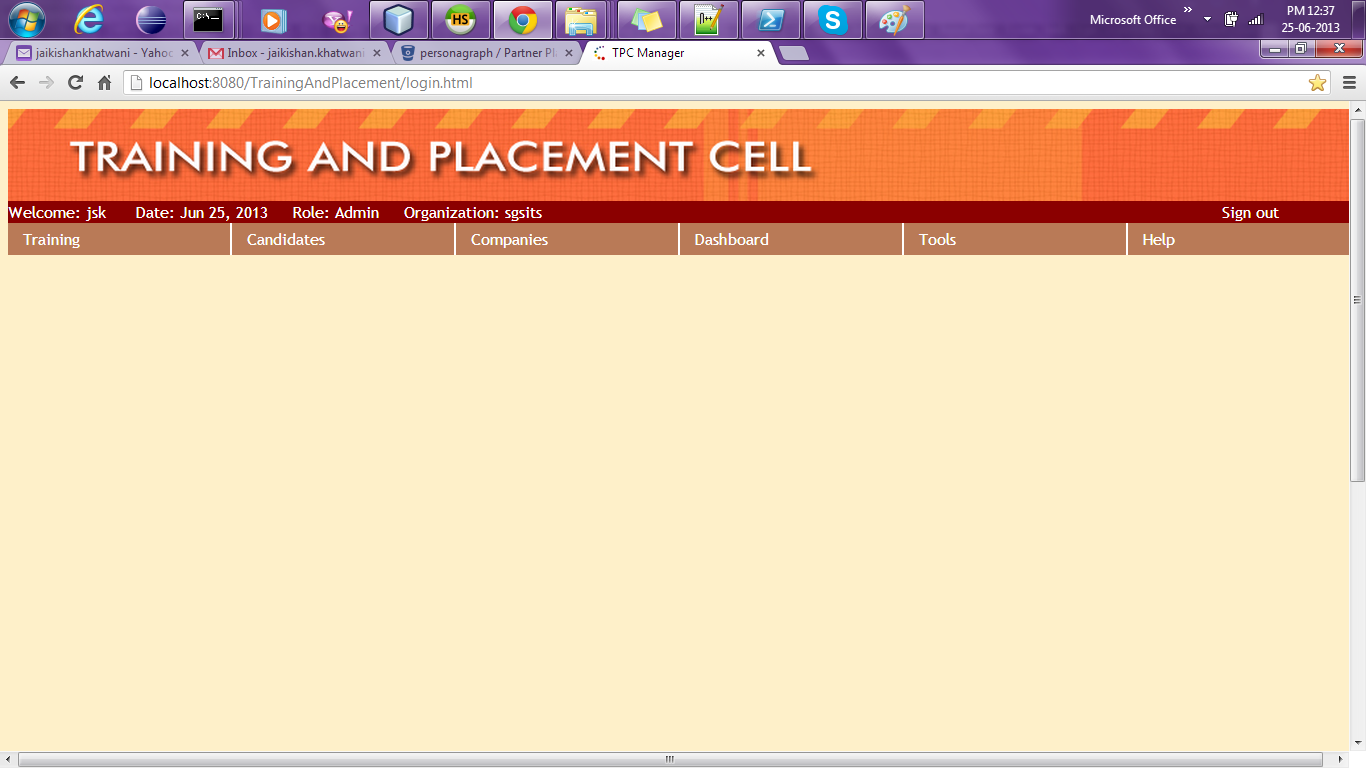 Microsoft Office
PM 12:37
25-06-2013
jaikishankhatwani - Yahoo
Inbox - jaikishan.khatwani
personagraph / Partner Pl
TPC Manager
localhost:8080/TrainingAndPlacement/login.html
TRAINING AND PLACEMENT CELL
Welcome: jsk Date: Jun 25, 2013 Role: Admin Organization: sgsits Sign out
Training Candidates Companies Dashboard Tools Help